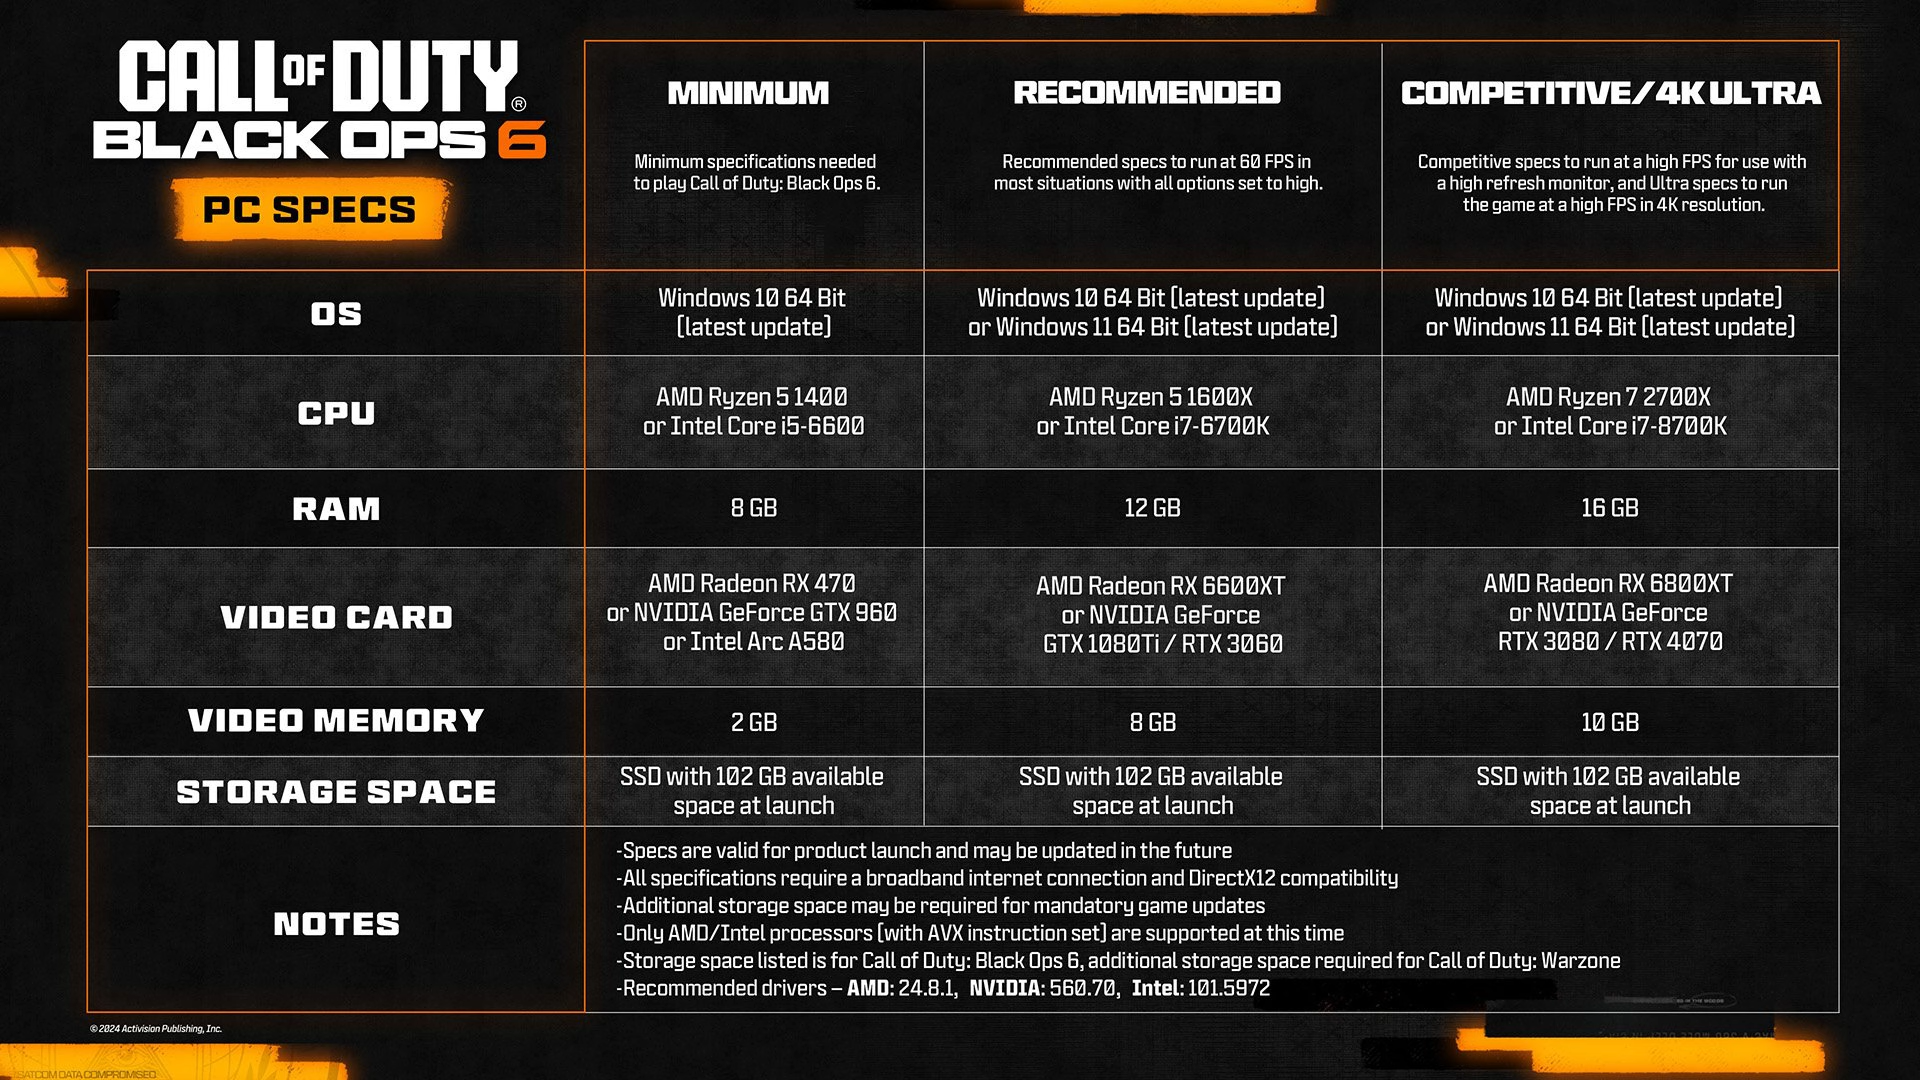 CALL OF DUTY®
BLACK OPS 6
PC SPECS
MINIMUM
Minimum specifications needed
to play Call of Duty: Black Ops 6.
RECOMMENDED
Recommended specs to run at 60 FPS in
most situations with all options set to high.
COMPETITIVE/4K ULTRA
Competitive specs to run at a high FPS for use with
a high refresh monitor, and Ultra specs to run
the game at a high FPS in 4K resolution.
OS
Windows 10 64 Bit
[latest update]
Windows 10 64 Bit [latest update]
or Windows 11 64 Bit [latest update]
Windows 10 64 Bit [latest update]
or Windows 11 64 Bit [latest update]
CPU
AMD Ryzen 5 1400
or Intel Core i5-6600
AMD Ryzen 5 1600X
or Intel Core i7-6700K
AMD Ryzen 7 2700X
or Intel Core i7-8700K
RAM
8 GB
12 GB
16 GB
VIDEO CARD
AMD Radeon RX 470
or NVIDIA GeForce GTX 960
or Intel Arc A580
AMD Radeon RX 6600XT
or NVIDIA GeForce
GTX 1080Ti / RTX 3060
AMD Radeon RX 6800XT
or NVIDIA GeForce
RTX 3080 / RTX 4070
VIDEO MEMORY
2 GB
8 GB
10 GB
STORAGE SPACE
SSD with 102 GB available
space at launch
SSD with 102 GB available
space at launch
SSD with 102 GB available
space at launch
NOTES
-Specs are valid for product launch and may be updated in the future
-All specifications require a broadband internet connection and DirectX12 compatibility
-Additional storage space may be required for mandatory game updates
-Only AMD/Intel processors [with AVX instruction set] are supported at this time
-Storage space listed is for Call of Duty: Black Ops 6, additional storage space required for Call of Duty: Warzone
-Recommended drivers – AMD: 24.8.1, NVIDIA: 560.70, Intel: 101.5972
© 2024 Activision Publishing, Inc.
SATCOM DATA COMPROMISED